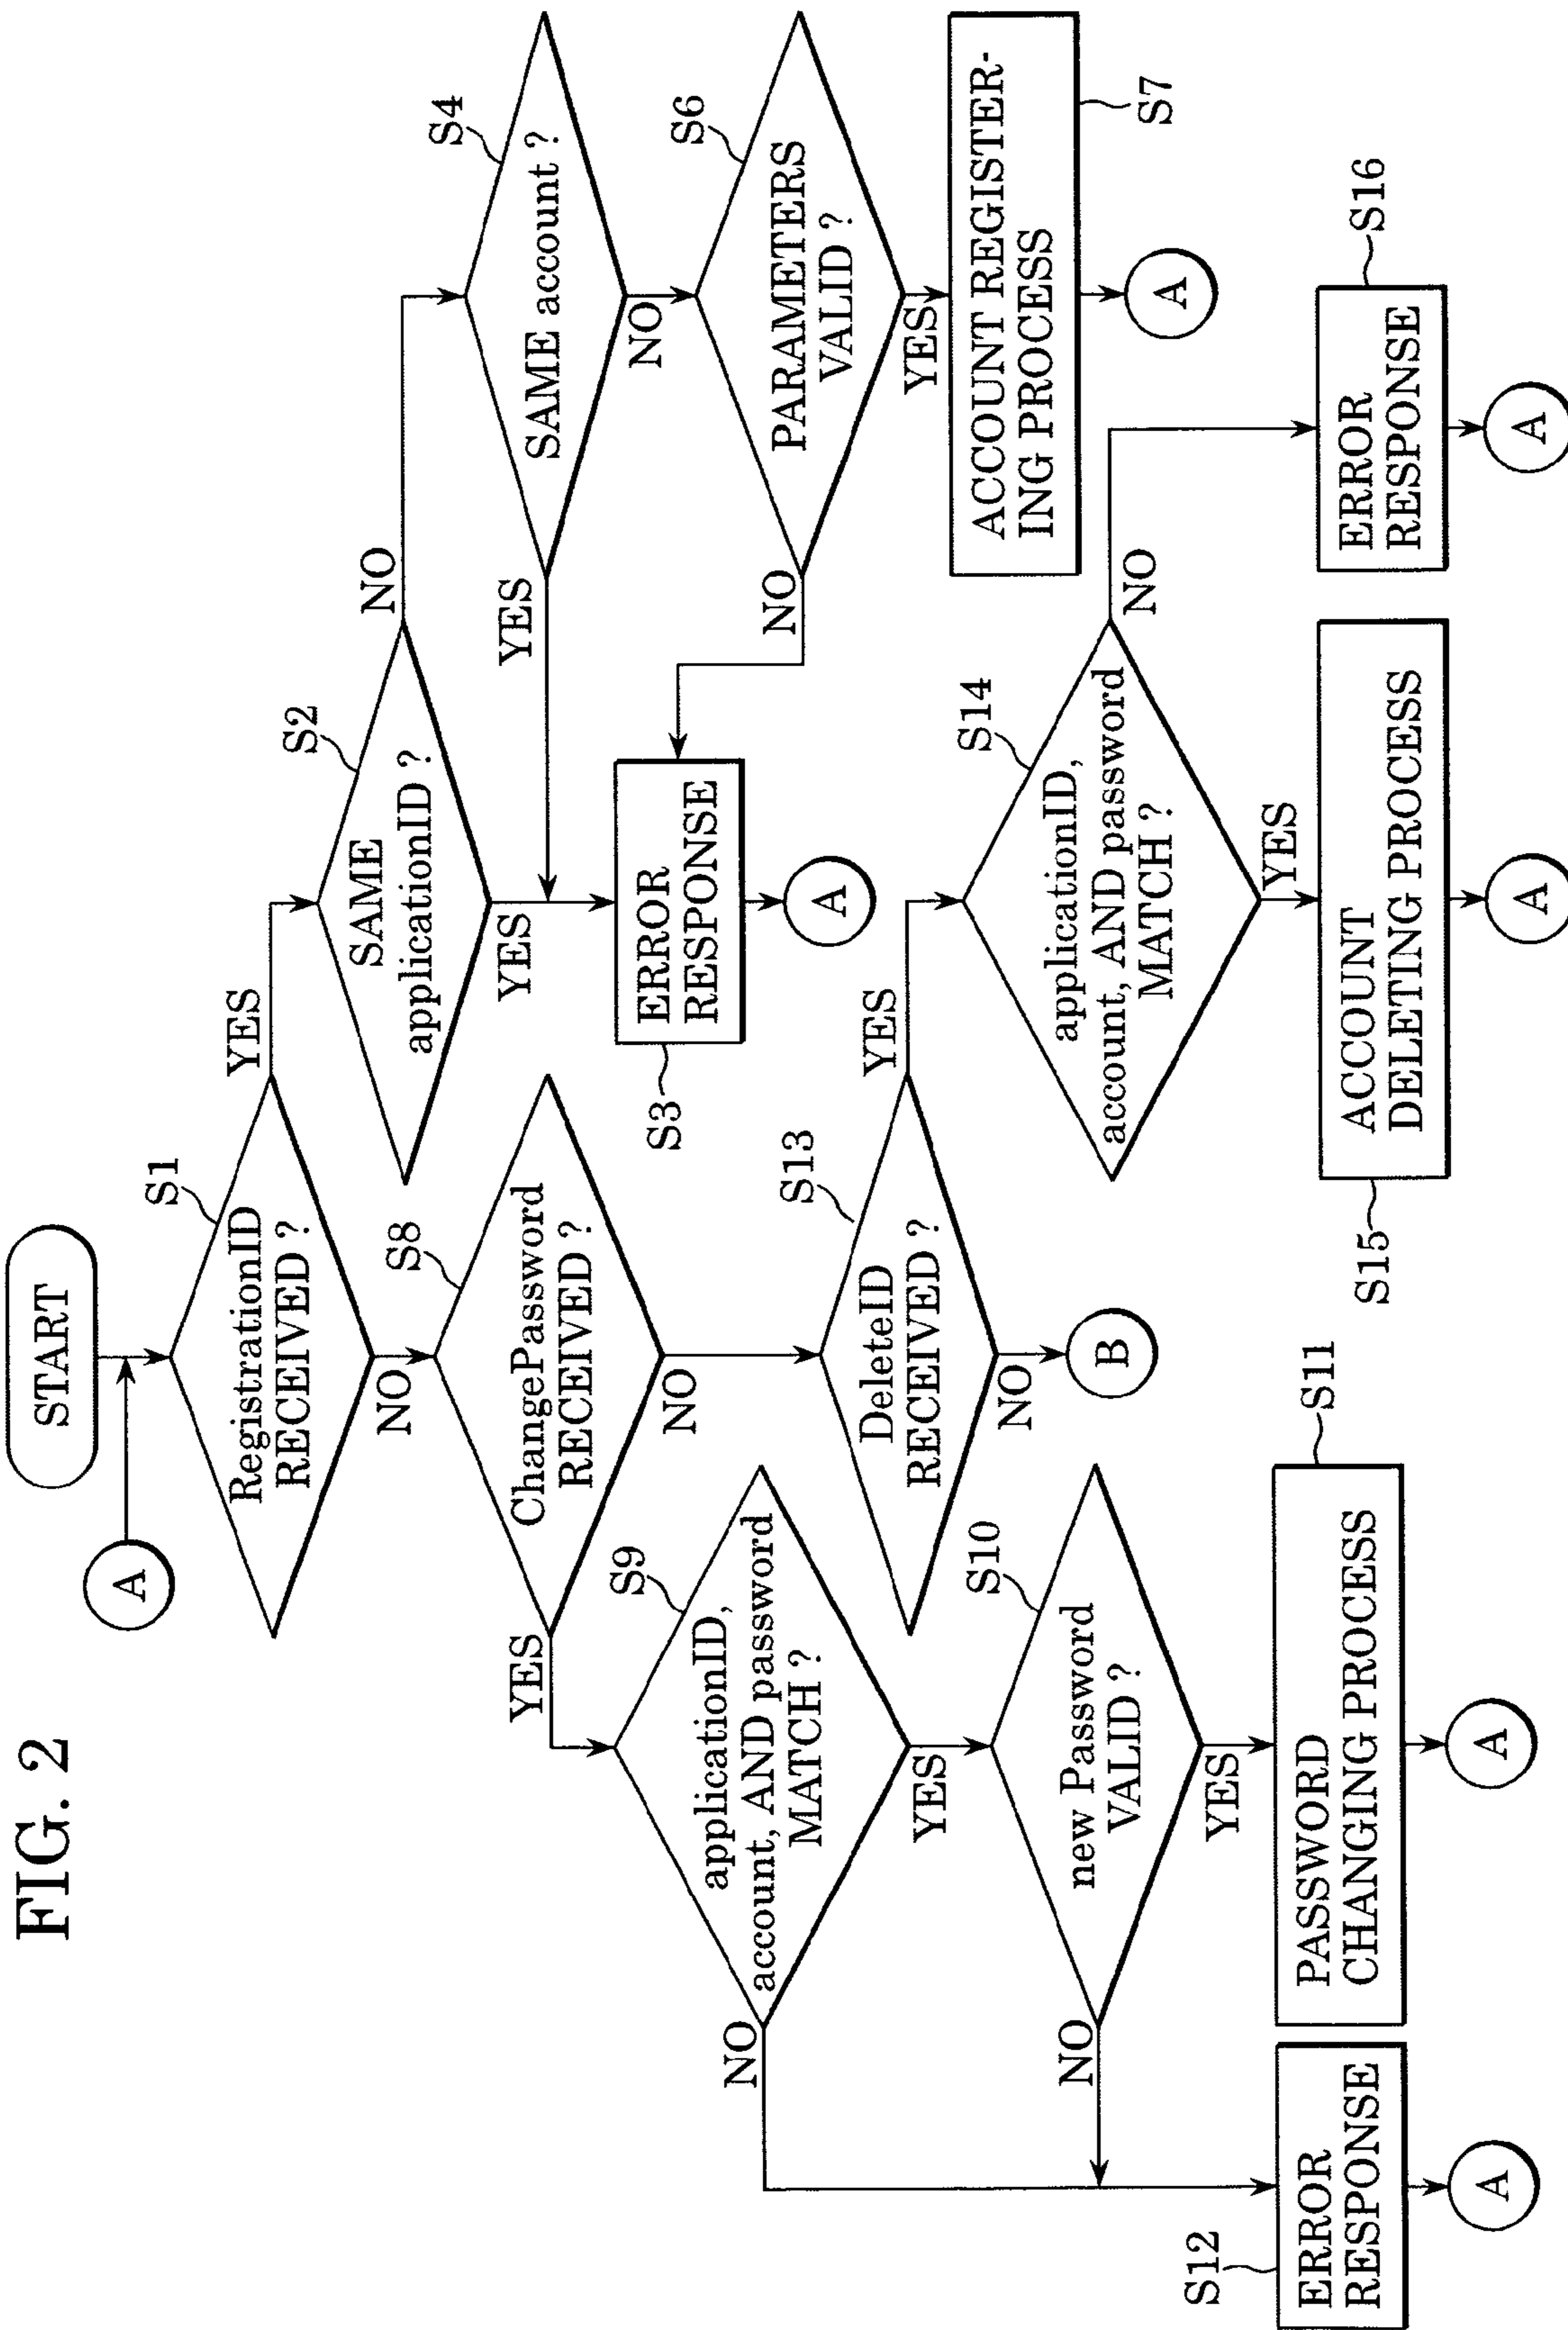 FIG. 2
START
A
S1
RegistrationID
RECEIVED ?
YES
NO
S2
SAME
applicationID ?
NO
YES
S4
SAME account ?
YES
NO
S3
ERROR
RESPONSE
A
S6
PARAMETERS
VALID ?
NO
YES
ACCOUNT REGISTER-
ING PROCESS
S7
A
S8
ChangePassword
RECEIVED ?
YES
NO
S9
applicationID,
account, AND password
MATCH ?
NO
YES
S10
new Password
VALID ?
NO
YES
S11
PASSWORD
CHANGING PROCESS
A
S12
ERROR
RESPONSE
A
S13
DeleteID
RECEIVED ?
YES
NO
B
S14
applicationID,
account, AND password
MATCH ?
NO
YES
S15
ACCOUNT
DELETING PROCESS
A
S16
ERROR
RESPONSE
A